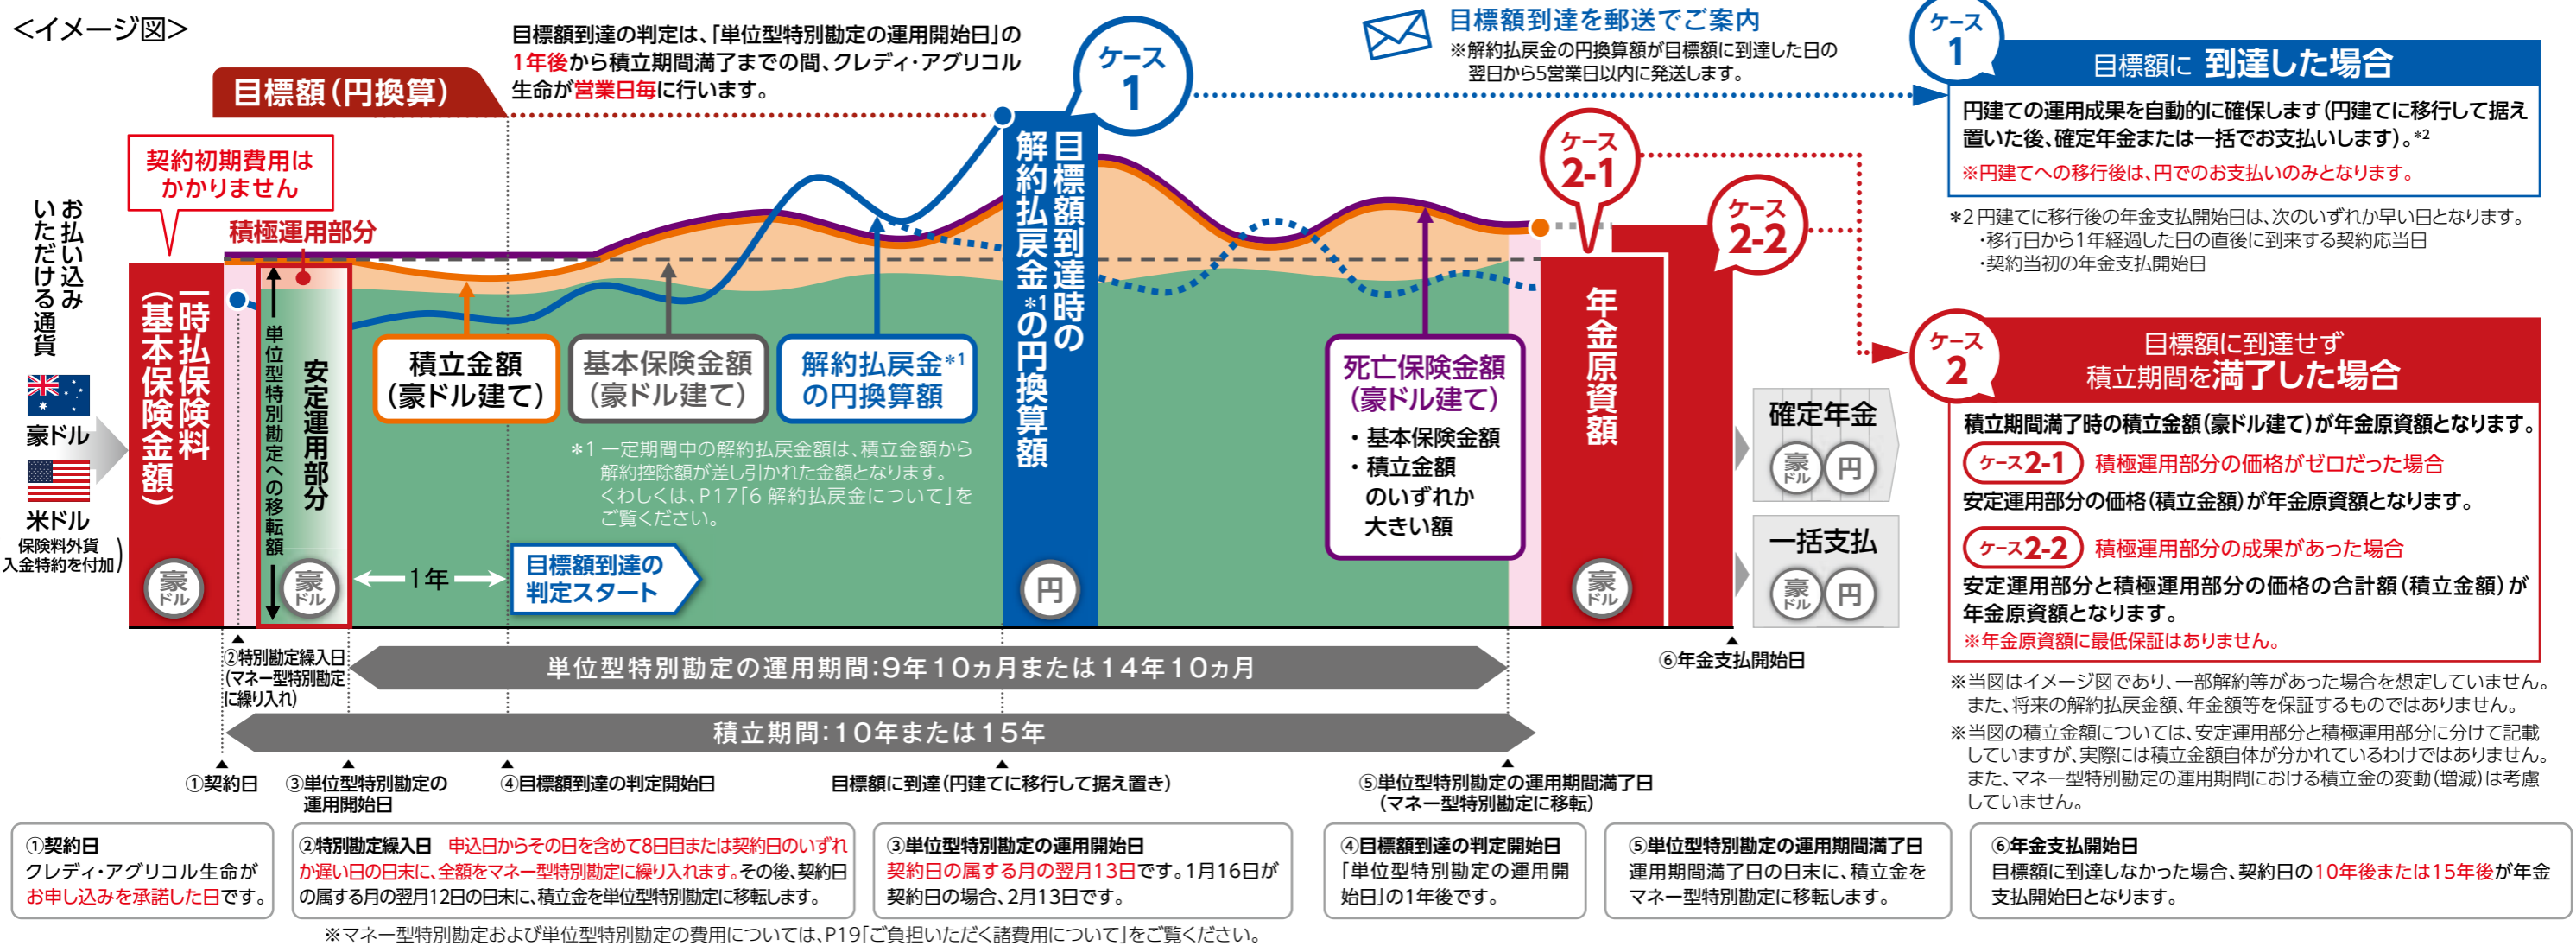 <イメージ図>
目標額到達の判定は、「単位型特別勘定の運用開始日」の
1年後から積立期間満了までの間、クレディ・アグリコル
生命が営業日毎に行います。
目標額(円換算)
ケース
1
目標額到達を郵送でご案内
※解約払戻金の円換算額が目標額に到達した日の
翌日から5営業日以内に発送します。
契約初期費用は
かかりません
積極運用部分
お払い込み
いただける通貨
豪ドル
米ドル
(保険料外貨
入金特約を付加)
一時払保険料
(基本保険金額)
豪
ドル
単位型特別勘定への移転額
安定運用部分
豪
ドル
積立金額
(豪ドル建て)
基本保険金額
(豪ドル建て)
解約払戻金*1
の円換算額
*1 一定期間中の解約払戻金額は、積立金額から
解約控除額が差し引かれた金額となります。
くわしくは、P17「6 解約払戻金について」を
ご覧ください。
1年
目標額到達の
判定スタート
目標額到達時の
解約払戻金*1の円換算額
円
死亡保険金額
(豪ドル建て)
・基本保険金額
・積立金額
のいずれか
大きい額
ケース
2-1
ケース
2-2
年金原資額
豪
ドル
確定年金
豪
ドル
円
一括支払
豪
ドル
円
②特別勘定繰入日
(マネー型特別勘定
に繰り入れ)
単位型特別勘定の運用期間:9年10ヵ月または14年10ヵ月
⑥年金支払開始日
積立期間:10年または15年
①契約日
③単位型特別勘定の
運用開始日
④目標額到達の判定開始日
目標額に到達(円建てに移行して据え置き)
⑤単位型特別勘定の運用期間満了日
(マネー型特別勘定に移転)
ケース
1
目標額に 到達した場合
円建ての運用成果を自動的に確保します(円建てに移行して据え
置いた後、確定年金または一括でお支払いします)。*2
※円建てへの移行後は、円でのお支払いのみとなります。
*2 円建てに移行後の年金支払開始日は、次のいずれか早い日となります。
・移行日から1年経過した日の直後に到来する契約応当日
・契約当初の年金支払開始日
ケース
2
目標額に到達せず
積立期間を満了した場合
積立期間満了時の積立金額(豪ドル建て)が年金原資額となります。
ケース2-1 積極運用部分の価格がゼロだった場合
安定運用部分の価格(積立金額)が年金原資額となります。
ケース2-2 積極運用部分の成果があった場合
安定運用部分と積極運用部分の価格の合計額(積立金額)が
年金原資額となります。
※年金原資額に最低保証はありません。
※当図はイメージ図であり、一部解約等があった場合を想定していません。
また、将来の解約払戻金額、年金額等を保証するものではありません。
※当図の積立金額については、安定運用部分と積極運用部分に分けて記載
していますが、実際には積立金額自体が分かれているわけではありません。
また、マネー型特別勘定の運用期間における積立金の変動(増減)は考慮
していません。
①契約日
クレディ・アグリコル生命が
お申し込みを承諾した日です。
②特別勘定繰入日 申込日からその日を含めて8日目または契約日のいずれ
か遅い日の日末に、全額をマネー型特別勘定に繰り入れます。その後、契約日
の属する月の翌月12日の日末に、積立金を単位型特別勘定に移転します。
③単位型特別勘定の運用開始日
契約日の属する月の翌月13日です。1月16日が
契約日の場合、2月13日です。
④目標額到達の判定開始日
「単位型特別勘定の運用開
始日」の1年後です。
⑤単位型特別勘定の運用期間満了日
運用期間満了日の日末に、積立金を
マネー型特別勘定に移転します。
⑥年金支払開始日
目標額に到達しなかった場合、契約日の10年後または15年後が年金
支払開始日となります。
※マネー型特別勘定および単位型特別勘定の費用については、P19「ご負担いただく諸費用について」をご覧ください。